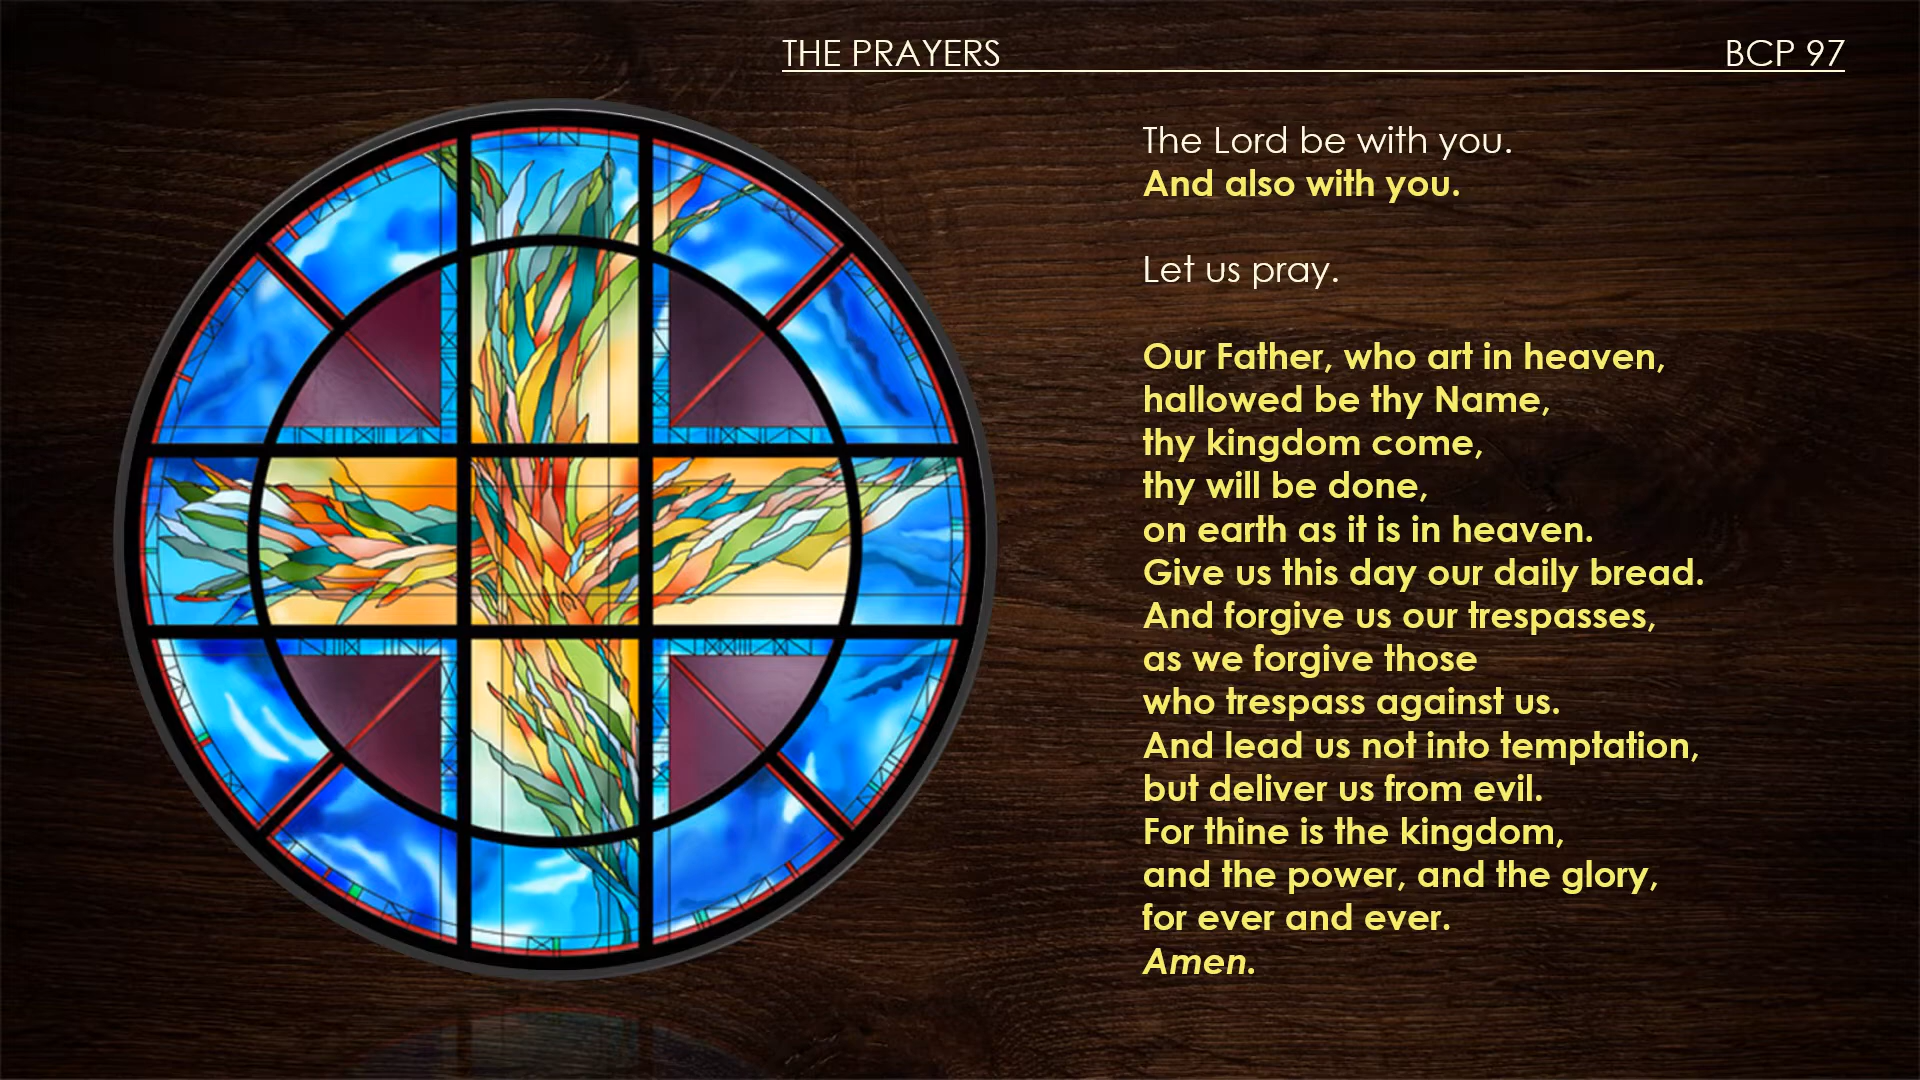 THE PRAYERS BCP 97
The Lord be with you.
And also with you.
Let us pray.
Our Father, who art in heaven,
hallowed be thy Name,
thy kingdom come,
thy will be done,
on earth as it is in heaven.
Give us this day our daily bread.
And forgive us our trespasses,
as we forgive those
who trespass against us.
And lead us not into temptation,
but deliver us from evil.
For thine is the kingdom,
and the power, and the glory,
for ever and ever.
Amen.